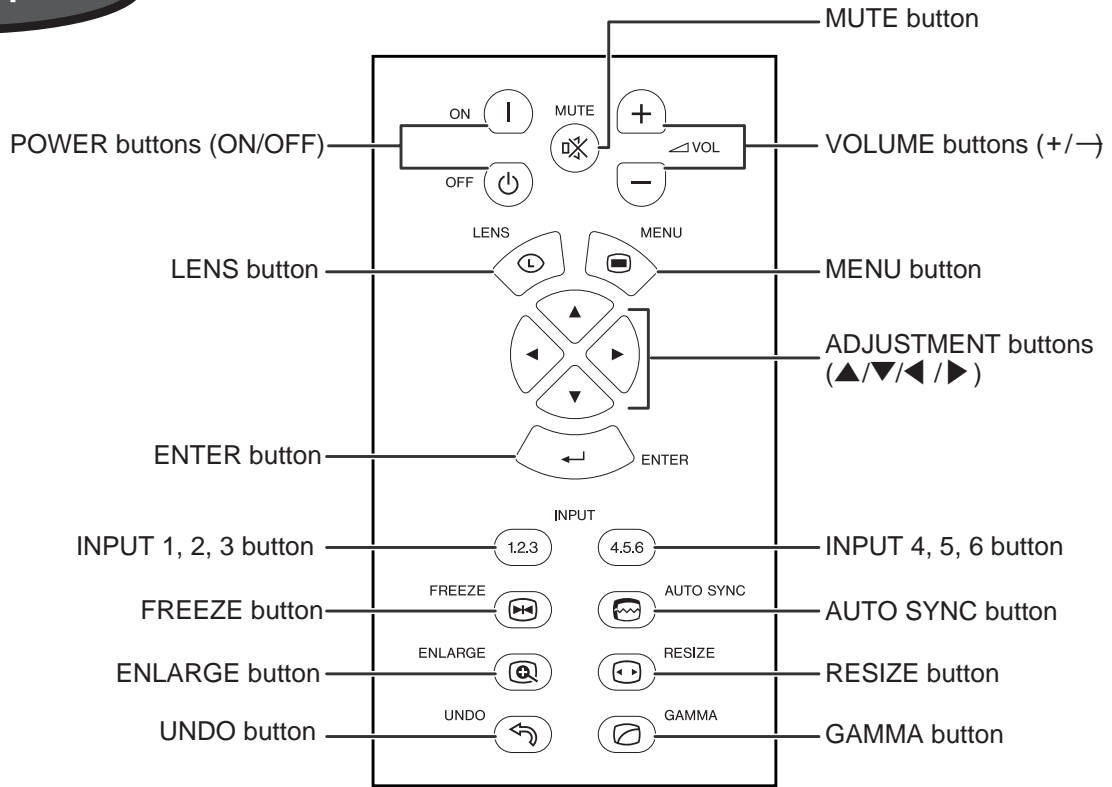 MUTE button
ON
MUTE
POWER buttons (ON/OFF)
VOL
VOLUME buttons (+/−)
OFF
LENS
MENU
LENS button
L
MENU button
ADJUSTMENT buttons
(▲/▼/◀/▶)
ENTER button
ENTER
INPUT
INPUT 1, 2, 3 button
1.2.3
4.5.6
INPUT 4, 5, 6 button
FREEZE
AUTO SYNC
FREEZE button
AUTO SYNC button
ENLARGE
RESIZE
ENLARGE button
RESIZE button
UNDO
GAMMA
UNDO button
GAMMA button